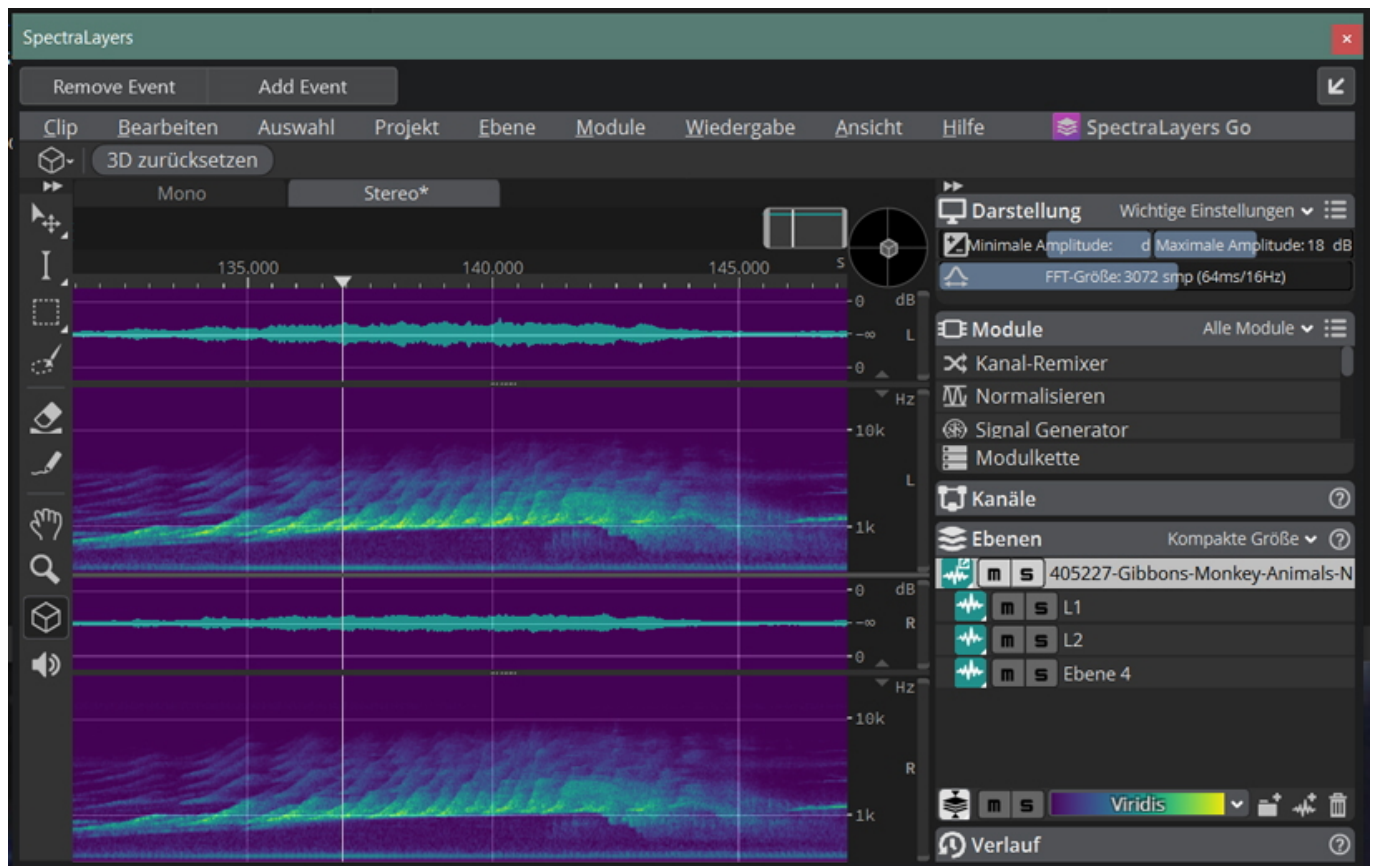 SpectraLayers
Remove Event Add Event
Clip Bearbeiten Auswahl Projekt Ebene Module Wiedergabe Ansicht Hilfe SpectraLayers Go
3D zurücksetzen
Mono Stereo*
135.000 140.000 145.000 s
0 dB
-∞ L
0
Hz
10k
L
1k
0 dB
-∞ R
0
Hz
10k
R
1k
Darstellung Wichtige Einstellungen
Minimale Amplitude: d Maximale Amplitude: 18 dB
FFT-Größe: 3072 smp (64ms/16Hz)
Module Alle Module
Kanal-Remixer
Normalisieren
Signal Generator
Modulkette
Kanäle ?
Ebenen Kompakte Größe ?
m s 405227-Gibbons-Monkey-Animals-N
m s L1
m s L2
m s Ebene 4
m s Viridis
Verlauf ?